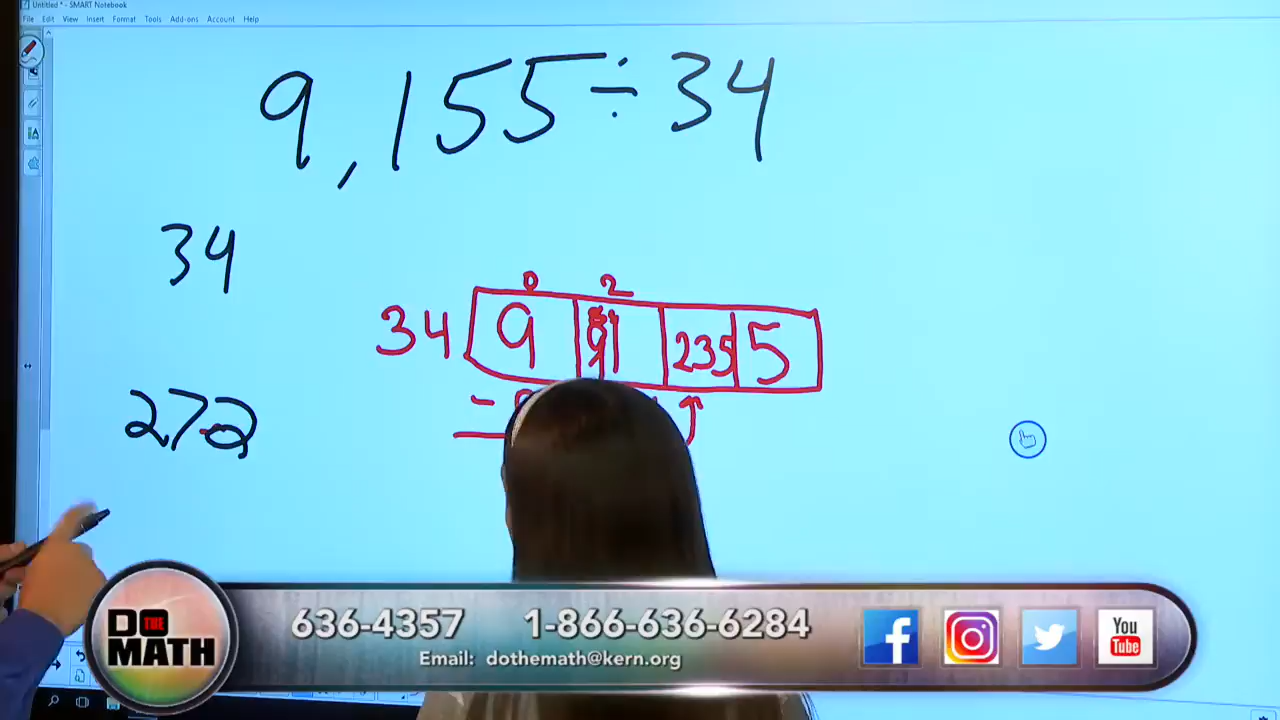 Untitled * - SMART Notebook
File Edit View Insert Format Tools Add-ons Account Help
9,155÷34
34
0 2
34 9 91 235 5
-
272
DO THE MATH
636-4357 1-866-636-6284
Email: dothemath@kern.org
You Tube